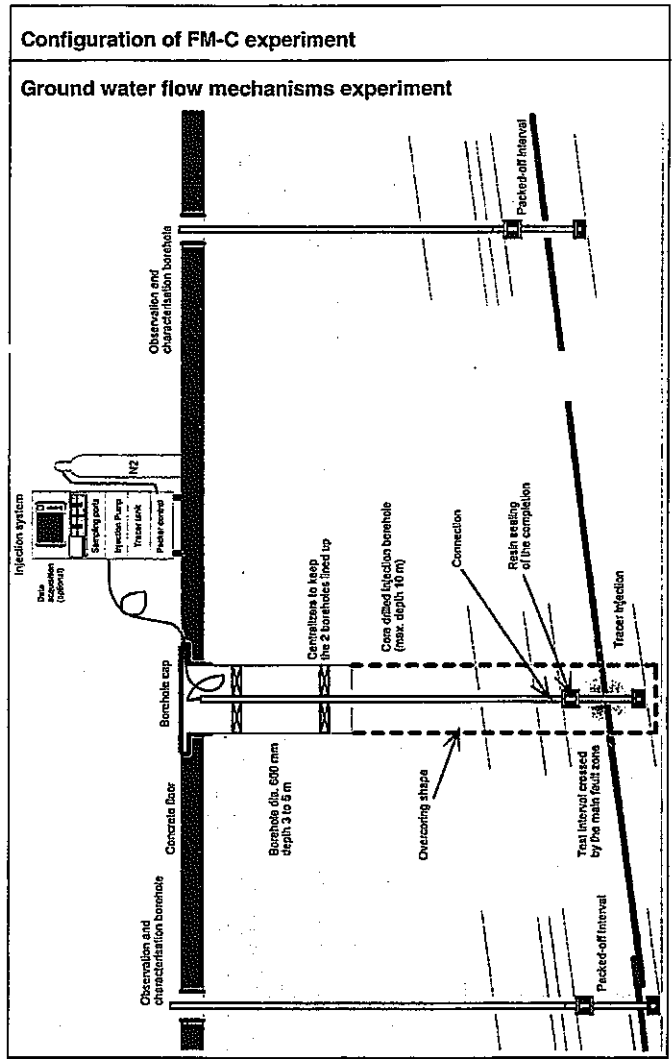 Configuration of FM-C experiment
Ground water flow mechanisms experiment
Injection system
Data
acquisition
(optional)
Sampling ports
Injection Pump
Tracer tank
Packer control
N2
Observation and
characterisation borehole
Concrete floor
Borehole cap
Observation and
characterisation borehole
Borehole dia. 600 mm
depth 3 to 5 m
Centralizers to keep
the 2 boreholes lined up
Overcoring shape
Core drilled injection borehole
(max. depth 10 m)
Connection
Resin sealing
of the completion
Packed-off interval
Test interval crossed
by the main fault zone
Tracer injection
Packed-off interval